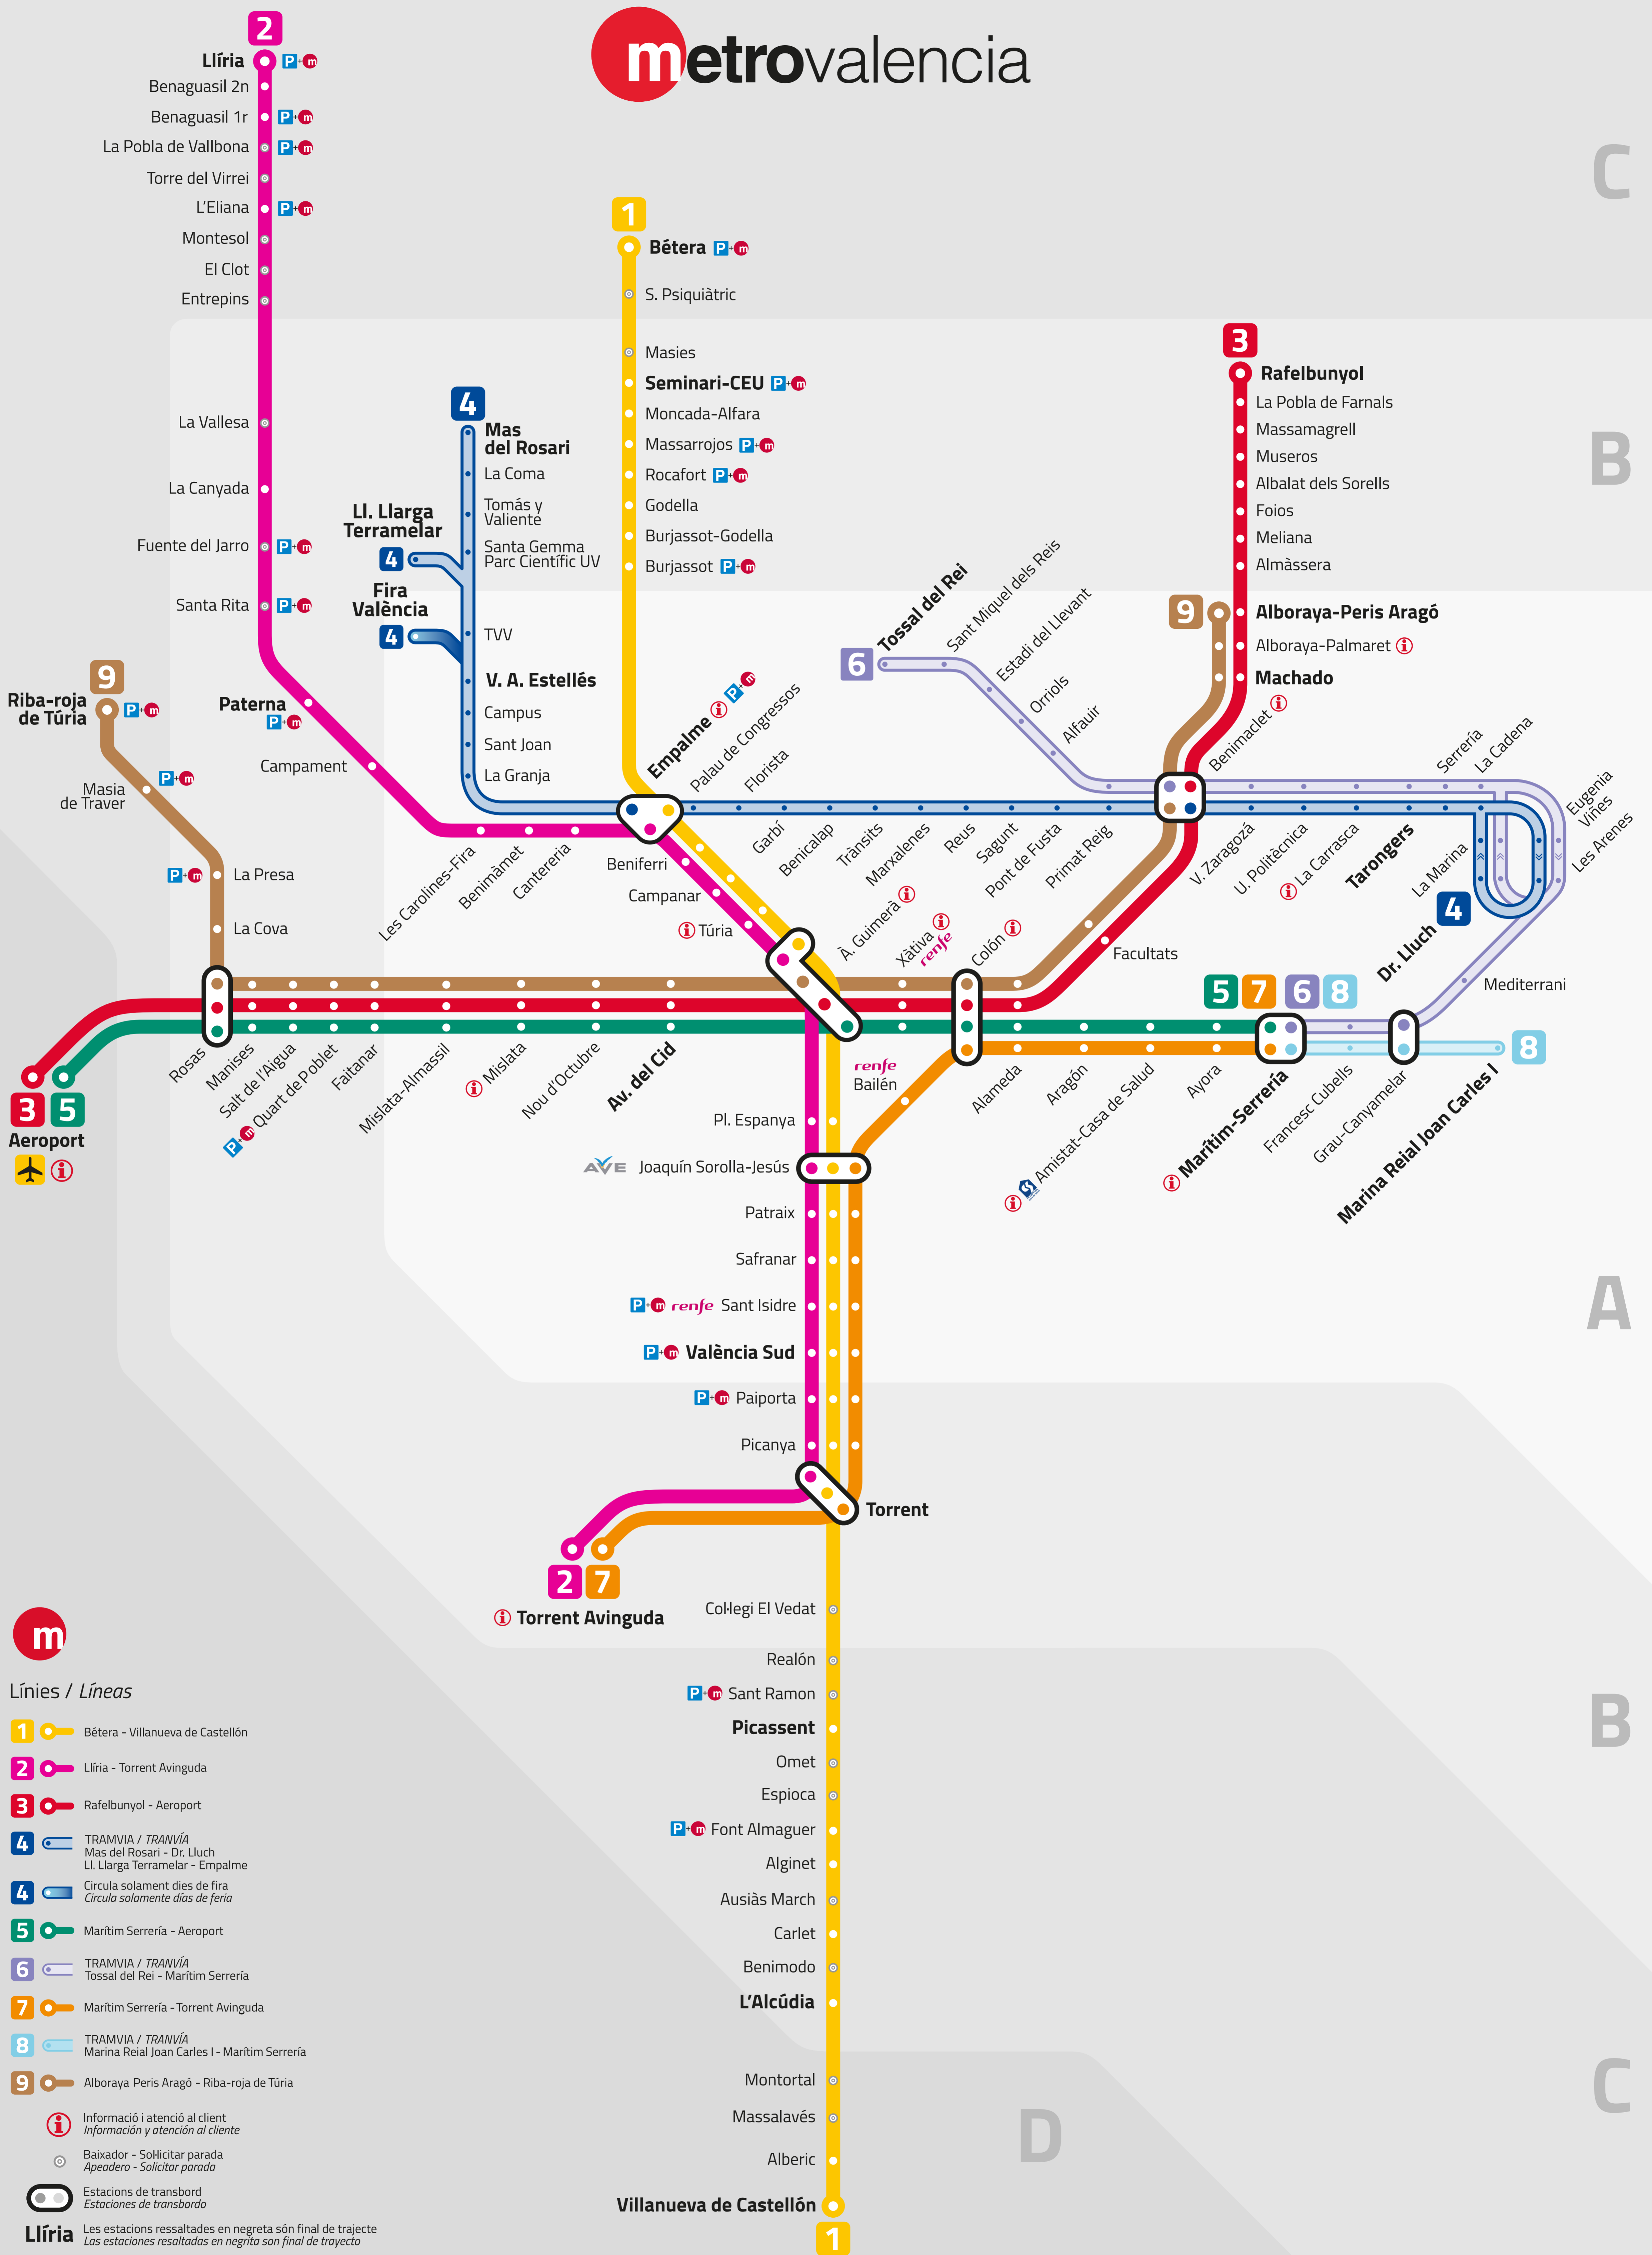 metrovalencia
2
Llíria P+m
Benaguasil 2n
Benaguasil 1r P+m
La Pobla de Vallbona P+m
Torre del Virrei
L'Eliana P+m
Montesol
El Clot
Entrepins
La Vallesa
La Canyada
Fuente del Jarro P+m
Santa Rita P+m
Paterna
P+m
Campament
Les Carolines-Fira
Benimàmet
Cantereria
1
Bétera P+m
S. Psiquiàtric
Masies
Seminari-CEU P+m
Moncada-Alfara
Massarrojos P+m
Rocafort P+m
Godella
Burjassot-Godella
Burjassot P+m
4
Mas
del Rosari
La Coma
Tomás y
Valiente
Santa Gemma
Parc Científic UV
Ll. Llarga
Terramelar
4
Fira
València
4
TVV
V. A. Estellés
Campus
Sant Joan
La Granja
Empalme P+m
Palau de Congressos
Florista
Garbí
Benicalap
Trànsits
Marxalenes
Reus
Sagunt
Pont de Fusta
Primat Reig
Beniferri
Campanar
Túria
3
Rafelbunyol
La Pobla de Farnals
Massamagrell
Museros
Albalat dels Sorells
Foios
Meliana
Almàssera
9
Alboraya-Peris Aragó
Alboraya-Palmaret
Machado
Benimaclet
6
Tossal del Rei
Sant Miquel dels Reis
Estadi del Llevant
Orriols
Alfauir
V. Zaragozá
U. Politècnica
La Carrasca
Tarongers
Serrería
La Cadena
Eugenia
Viñes
Les Arenes
La Marina
4
Dr. Lluch
Mediterrani
9
Riba-roja
de Túria
P+m
Masia
de Traver
P+m
P+m La Presa
La Cova
Rosas
Manises
Salt de l'Aigua
P+m Quart de Poblet
Faitanar
Mislata-Almassil
Mislata
Nou d'Octubre
Av. del Cid
À. Guimerà
Xàtiva
renfe
Colón
Facultats
Alameda
Aragón
Amistat-Casa de Salud
Ayora
5 7 6 8
Marítim-Serrería
Francesc Cubells
Grau-Canyamelar
Marina Reial Joan Carles I
8
3 5
Aeroport
renfe
Bailén
Pl. Espanya
AVE Joaquín Sorolla-Jesús
Patraix
Safranar
P+m renfe Sant Isidre
P+m València Sud
P+m Paiporta
Picanya
Torrent
2 7
Torrent Avinguda
Col·legi El Vedat
Realón
P+m Sant Ramon
Picassent
Omet
Espioca
P+m Font Almaguer
Alginet
Ausiàs March
Carlet
Benimodo
L'Alcúdia
Montortal
Massalavés
Alberic
Villanueva de Castellón
1
C
B
A
B
C
D
m
Línies / Líneas
1 Bétera - Villanueva de Castellón
2 Llíria - Torrent Avinguda
3 Rafelbunyol - Aeroport
4 TRAMVIA / TRANVÍA
Mas del Rosari - Dr. Lluch
Ll. Llarga Terramelar - Empalme
4 Circula solament dies de fira
Circula solamente días de feria
5 Marítim Serrería - Aeroport
6 TRAMVIA / TRANVÍA
Tossal del Rei - Marítim Serrería
7 Marítim Serrería - Torrent Avinguda
8 TRAMVIA / TRANVÍA
Marina Reial Joan Carles I - Marítim Serrería
9 Alboraya Peris Aragó - Riba-roja de Túria
Informació i atenció al client
Información y atención al cliente
Baixador - Sol·licitar parada
Apeadero - Solicitar parada
Estacions de transbord
Estaciones de transbordo
Llíria Les estacions ressaltades en negreta són final de trajecte
Las estaciones resaltadas en negrita son final de trayecto